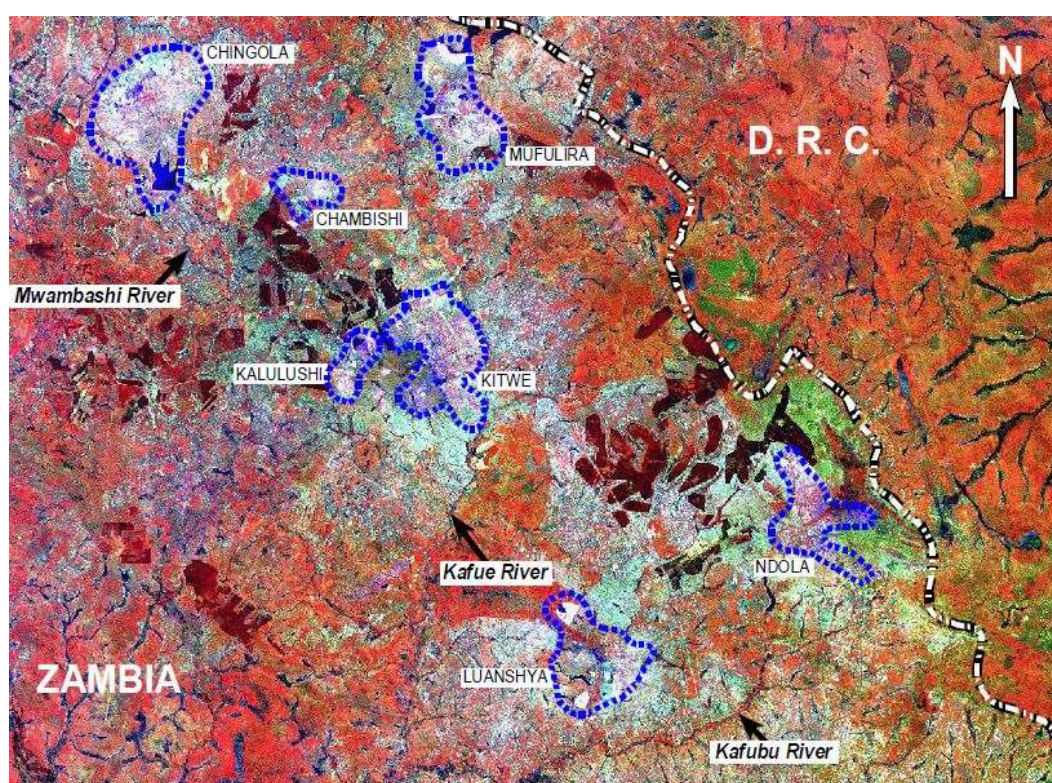 CHINGOLA
N
D. R. C.
MUFULIRA
CHAMBISHI
Mwambashi River
KALULUSHI
KITWE
NDOLA
Kafue River
LUANSHYA
ZAMBIA
Kafubu River